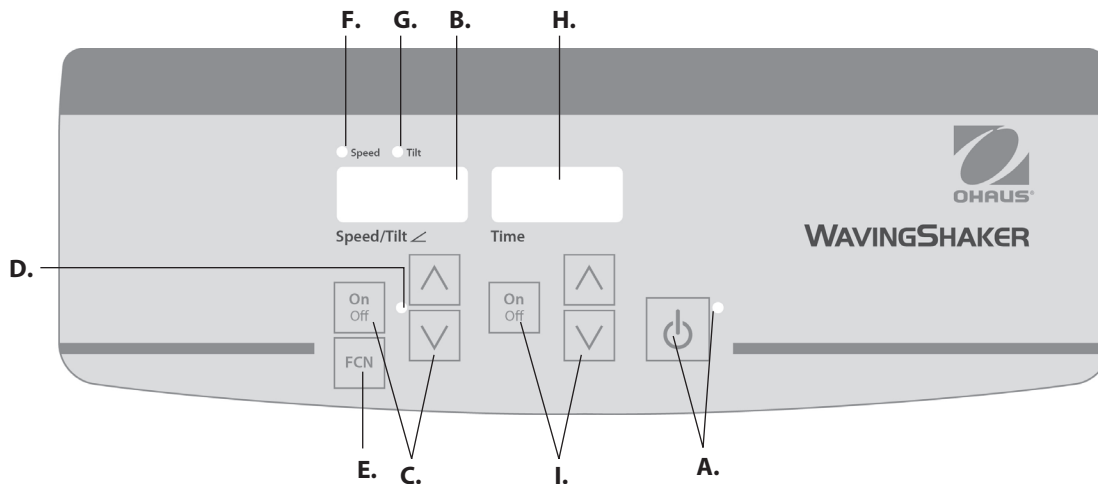 F. G. B. H.
Speed Tilt
OHAUS®
Speed/Tilt Time
WAVINGSHAKER
D.
On
Off
On
Off
FCN
E. C. I. A.